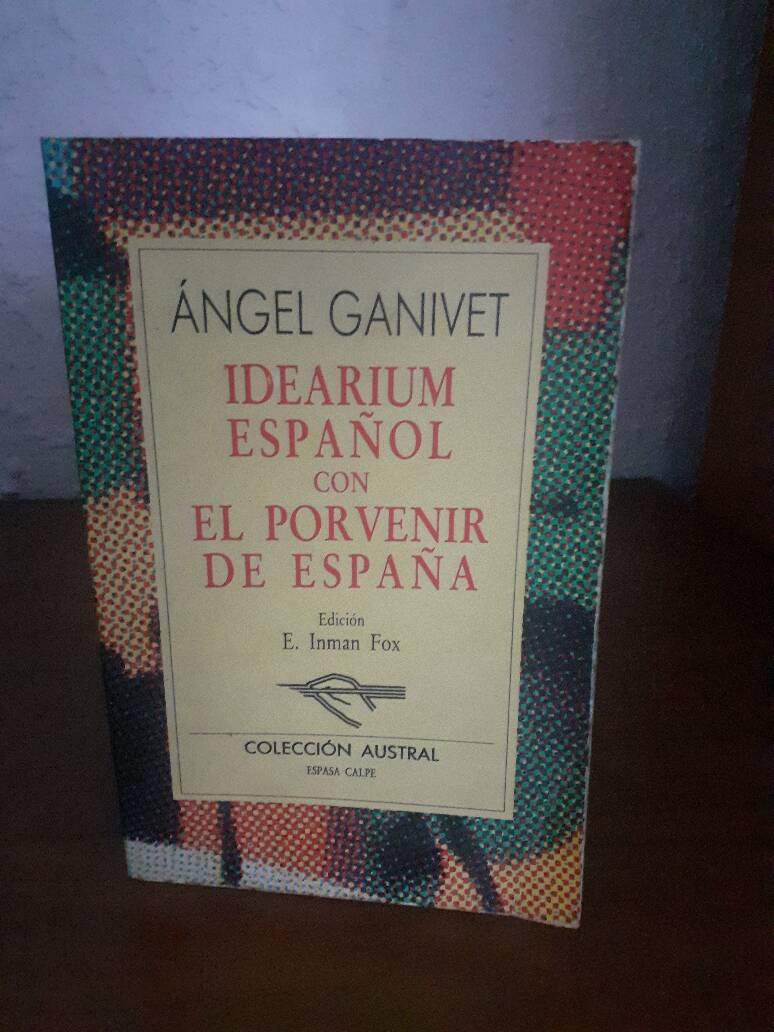 ÁNGEL GANIVET
IDEARIUM
ESPAÑOL
CON
EL PORVENIR
DE ESPAÑA
Edición
E. Inman Fox
COLECCIÓN AUSTRAL
ESPASA CALPE